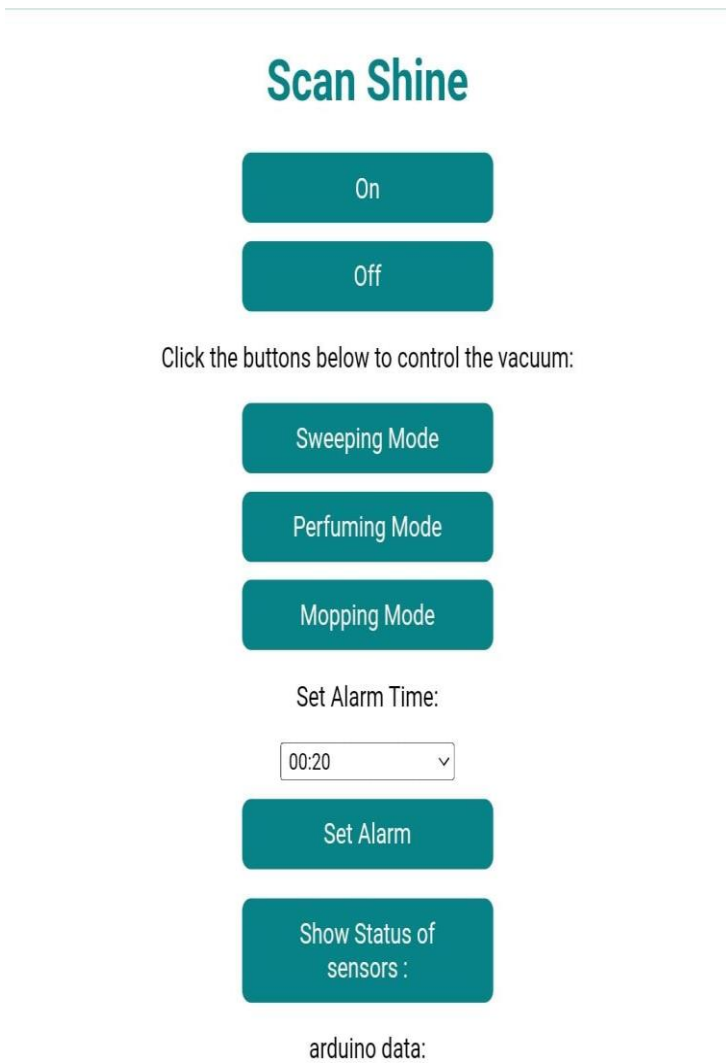 Scan Shine
On
Off
Click the buttons below to control the vacuum:
Sweeping Mode
Perfuming Mode
Mopping Mode
Set Alarm Time:
00:20
Set Alarm
Show Status of
sensors :
arduino data: